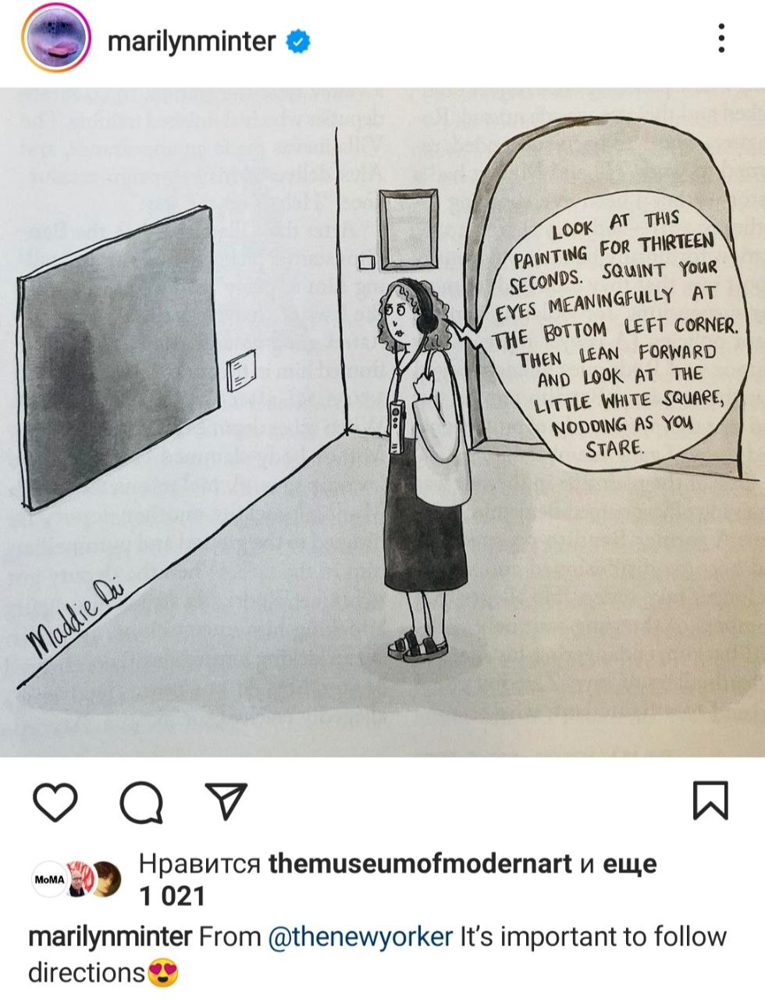 marilynminter
LOOK AT THIS
PAINTING FOR THIRTEEN
SECONDS. SQUINT YOUR
EYES MEANINGFULLY AT
THE BOTTOM LEFT CORNER.
THEN LEAN FORWARD
AND LOOK AT THE
LITTLE WHITE SQUARE,
NODDING AS YOU
STARE.
Maddie Dai
MoMA
Нравится themuseumofmodernart и еще
1 021
marilynminter From @thenewyorker It’s important to follow
directions😍